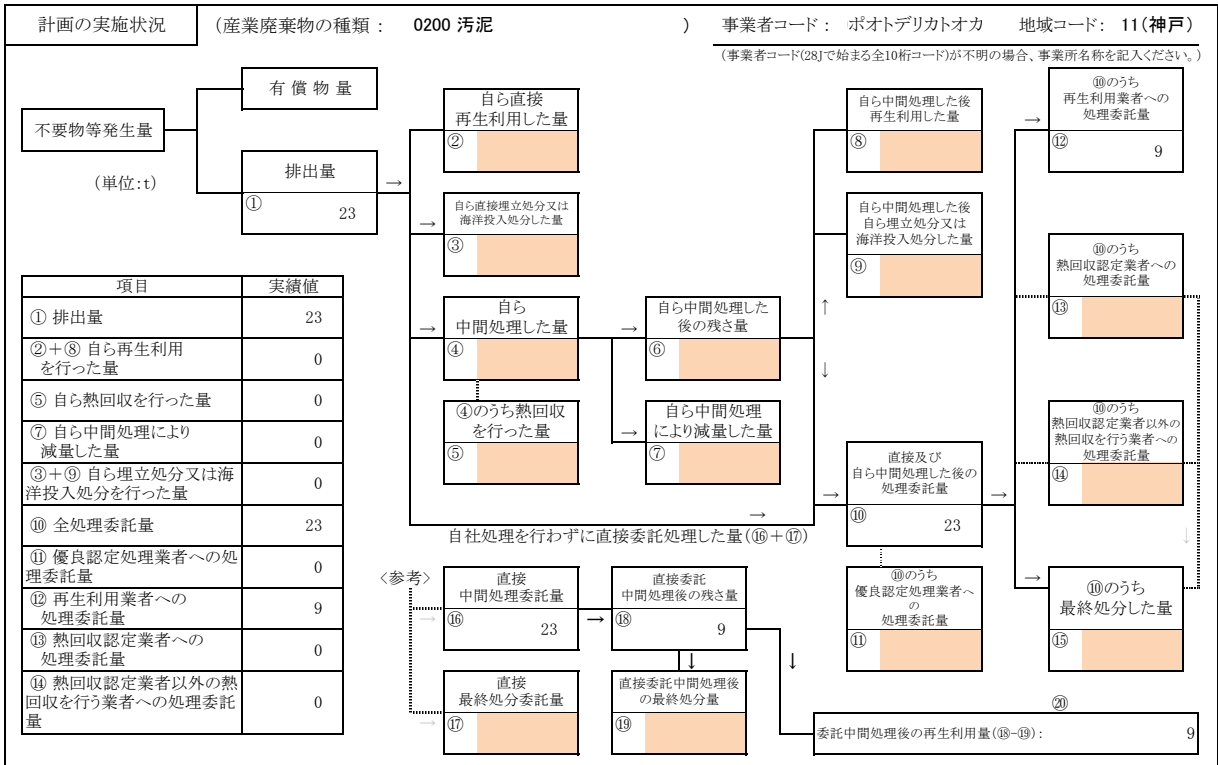 計画の実施状況
(産業廃棄物の種類： 0200 汚泥 )
事業者コード： ポオトデリカトオカ 地域コード： 11(神戸)
(事業者コード(28Jで始まる全10桁コード)が不明の場合、事業所名称を記入ください。)
不要物等発生量
(単位:t)
有償物量
排出量
① 23
→
自ら直接
再生利用した量
②
→
自ら直接埋立処分又は
海洋投入処分した量
③
→
自ら
中間処理した量
④
④のうち熱回収
を行った量
⑤
→
自ら中間処理した
後の残さ量
⑥
→
自ら中間処理
により減量した量
⑦
自ら中間処理した後
再生利用した量
⑧
自ら中間処理した後
自ら埋立処分又は
海洋投入処分した量
⑨
↑
↓
→
自社処理を行わずに直接委託処理した量(⑯+⑰)
→
直接及び
自ら中間処理した後の
処理委託量
⑩ 23
→
⑩のうち
優良認定処理業者へ
の
処理委託量
⑪
→
⑩のうち
再生利用業者への
処理委託量
⑫ 9
⑩のうち
熱回収認定業者への
処理委託量
⑬
⑩のうち
熱回収認定業者以外の
熱回収を行う業者への
処理委託量
⑭
↓
→
⑩のうち
最終処分した量
⑮
項目 実績値
① 排出量 23
②+⑧ 自ら再生利用
を行った量 0
⑤ 自ら熱回収を行った量 0
⑦ 自ら中間処理により
減量した量 0
③+⑨ 自ら埋立処分又は海
洋投入処分を行った量 0
⑩ 全処理委託量 23
⑪ 優良認定処理業者への処
理委託量 0
⑫ 再生利用業者への
処理委託量 9
⑬ 熱回収認定業者への
処理委託量 0
⑭ 熱回収認定業者以外の熱
回収を行う業者への処理委託
量 0
〈参考〉
→
直接
中間処理委託量
⑯ 23
→
直接委託
中間処理後の残さ量
⑱ 9
→
直接
最終処分委託量
⑰
↓
直接委託中間処理後
の最終処分量
⑲
↓
⑳
委託中間処理後の再生利用量(⑱-⑲)： 9